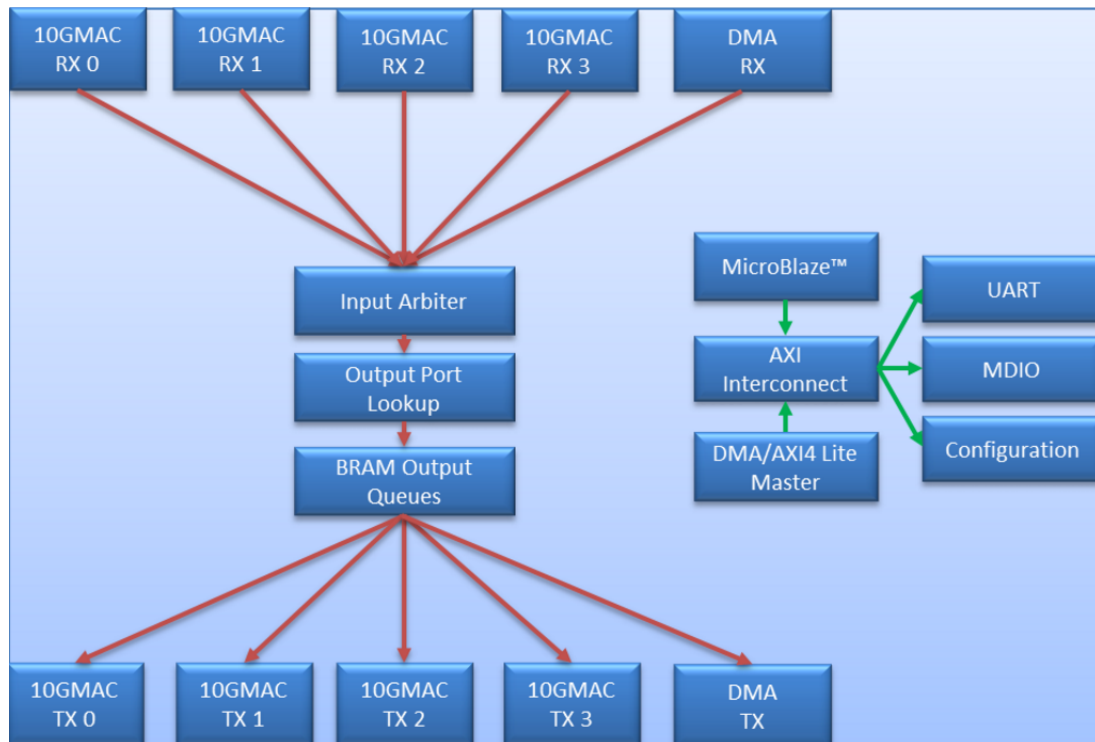 10GMAC
RX 0
10GMAC
RX 1
10GMAC
RX 2
10GMAC
RX 3
DMA
RX
Input Arbiter
Output Port
Lookup
BRAM Output
Queues
MicroBlaze™
AXI
Interconnect
DMA/AXI4 Lite
Master
UART
MDIO
Configuration
10GMAC
TX 0
10GMAC
TX 1
10GMAC
TX 2
10GMAC
TX 3
DMA
TX